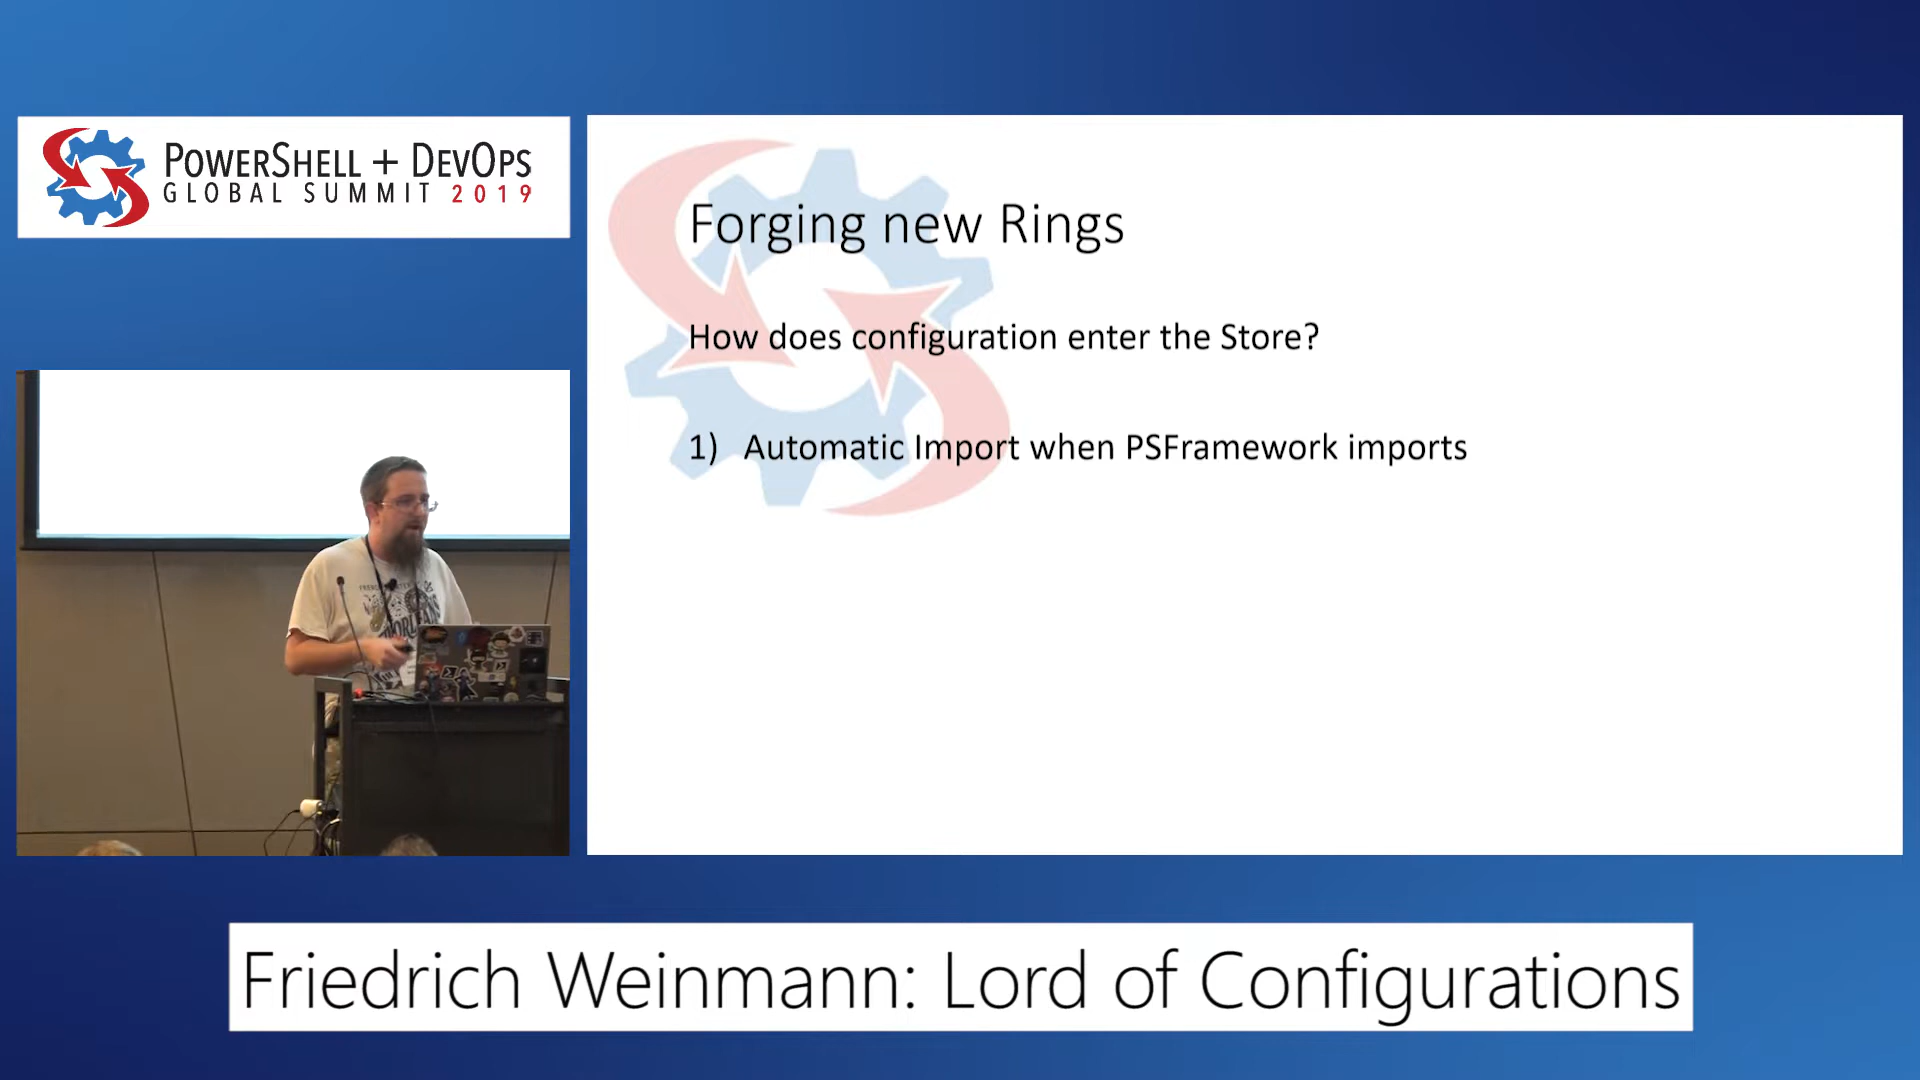 POWERSHELL + DEVOPS
GLOBAL SUMMIT 2019
Forging new Rings
How does configuration enter the Store?
1) Automatic Import when PSFramework imports
Friedrich Weinmann: Lord of Configurations